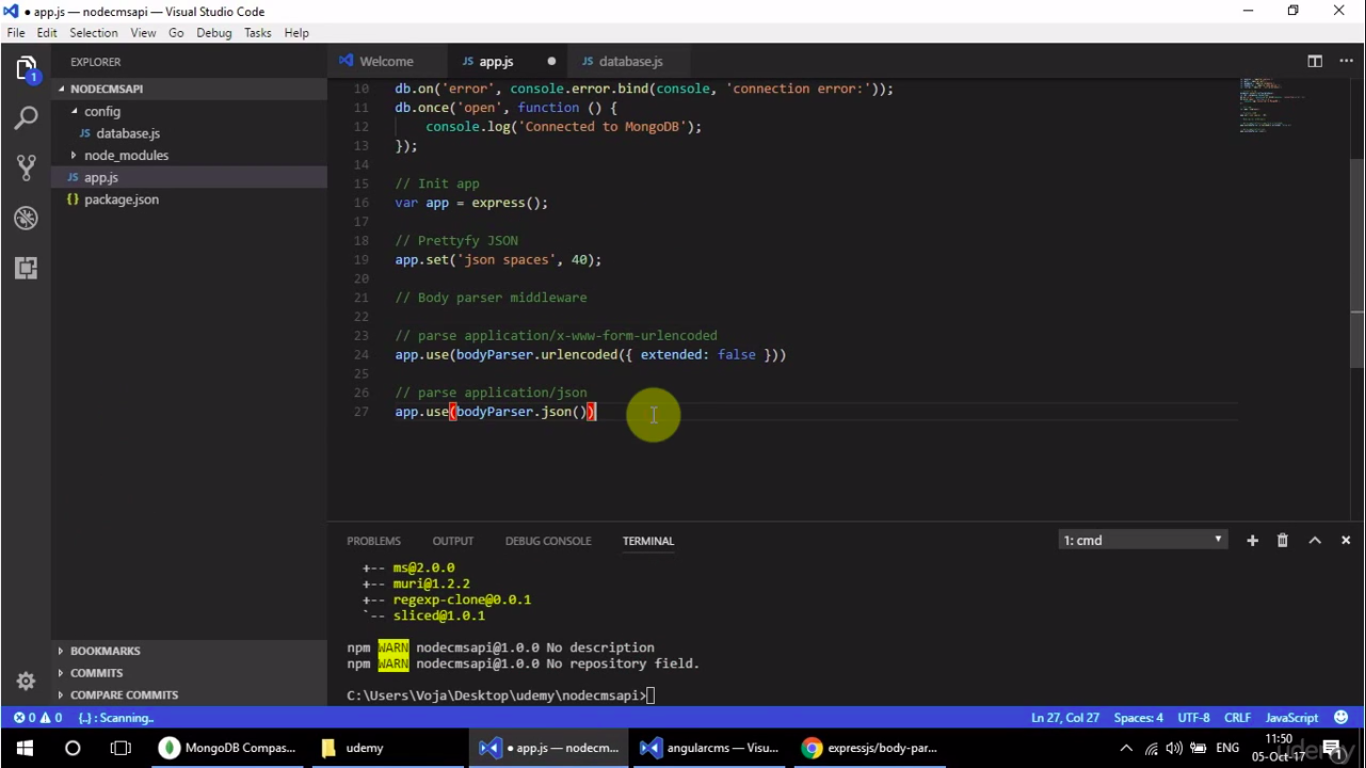 ● app.js — nodecmsapi — Visual Studio Code
File Edit Selection View Go Debug Tasks Help
EXPLORER
Welcome
JS app.js
JS database.js
1
NODECMSAPI
config
JS database.js
node_modules
JS app.js
{} package.json
10 db.on('error', console.error.bind(console, 'connection error:'));
11 db.once('open', function () {
12 console.log('Connected to MongoDB');
13 });
14
15 // Init app
16 var app = express();
17
18 // Prettyfy JSON
19 app.set('json spaces', 40);
20
21 // Body parser middleware
22
23 // parse application/x-www-form-urlencoded
24 app.use(bodyParser.urlencoded({ extended: false }))
25
26 // parse application/json
27 app.use(bodyParser.json())
PROBLEMS OUTPUT DEBUG CONSOLE TERMINAL 1: cmd
+-- ms@2.0.0
+-- muri@1.2.2
+-- regexp-clone@0.0.1
`-- sliced@1.0.1
npm WARN nodecmsapi@1.0.0 No description
npm WARN nodecmsapi@1.0.0 No repository field.
C:\Users\Voja\Desktop\udemy\nodecmsapi>
BOOKMARKS
COMMITS
COMPARE COMMITS
0 0 {..} : Scanning.. Ln 27, Col 27 Spaces: 4 UTF-8 CRLF JavaScript
MongoDB Compas... udemy ● app.js — nodecm... angularcms — Visu... expressjs/body-par... ENG 11:50
05-Oct-17
1
udemy